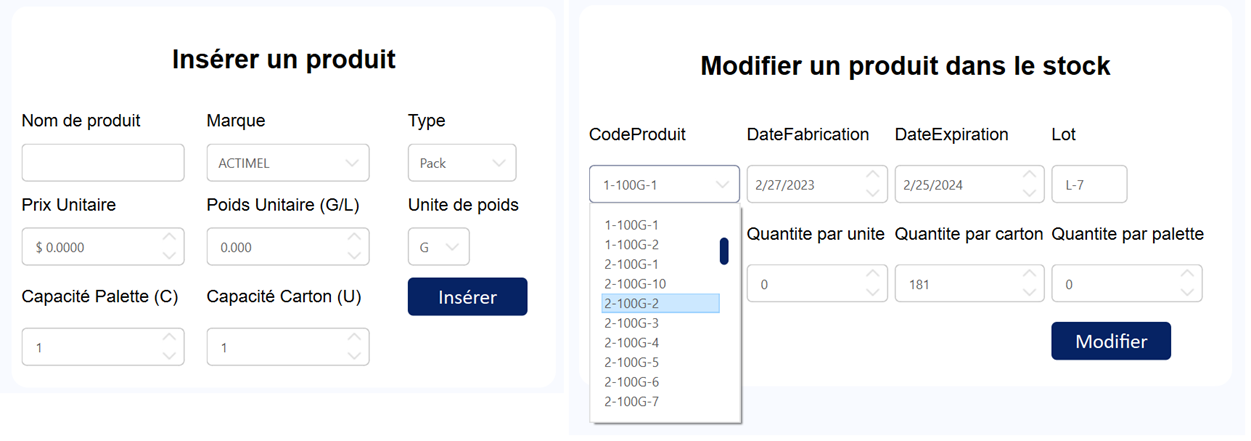 Insérer un produit
Nom de produit Marque Type
ACTIMEL Pack
Prix Unitaire Poids Unitaire (G/L) Unite de poids
$ 0.0000 0.000 G
Capacité Palette (C) Capacité Carton (U) Insérer
1 1
Modifier un produit dans le stock
CodeProduit DateFabrication DateExpiration Lot
1-100G-1 2/27/2023 2/25/2024 L-7
1-100G-1
1-100G-2
2-100G-1
2-100G-10
2-100G-2
2-100G-3
2-100G-4
2-100G-5
2-100G-6
2-100G-7
Quantite par unite Quantite par carton Quantite par palette
0 181 0
Modifier